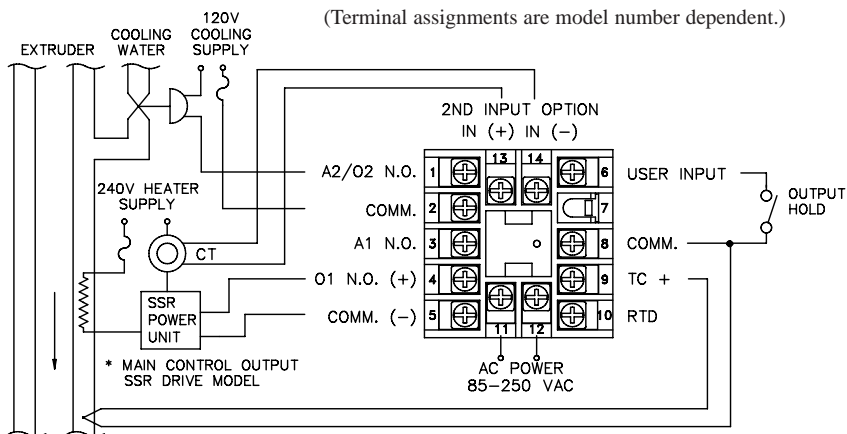 (Terminal assignments are model number dependent.)
120V
COOLING
SUPPLY
COOLING
WATER
EXTRUDER
2ND INPUT OPTION
IN (+) IN (-)
13 14
A2/O2 N.O. 1
6 USER INPUT
OUTPUT
HOLD
240V HEATER
SUPPLY
COMM. 2
7
CT
A1 N.O. 3
8 COMM.
O1 N.O. (+) 4
9 TC +
SSR
POWER
UNIT
COMM. (-) 5
10 RTD
11 12
* MAIN CONTROL OUTPUT
SSR DRIVE MODEL
AC POWER
85-250 VAC